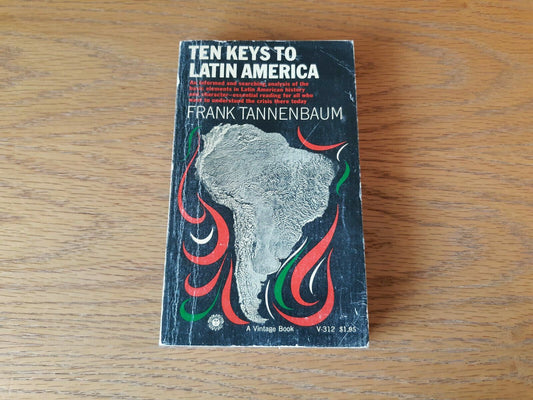 TEN KEYS TO
LATIN AMERICA
An informed and searching analysis of the
basic elements in Latin American history
and character—essential reading for all who
want to understand the crisis there today
FRANK TANNENBAUM
A Vintage Book
V-312 $1.95